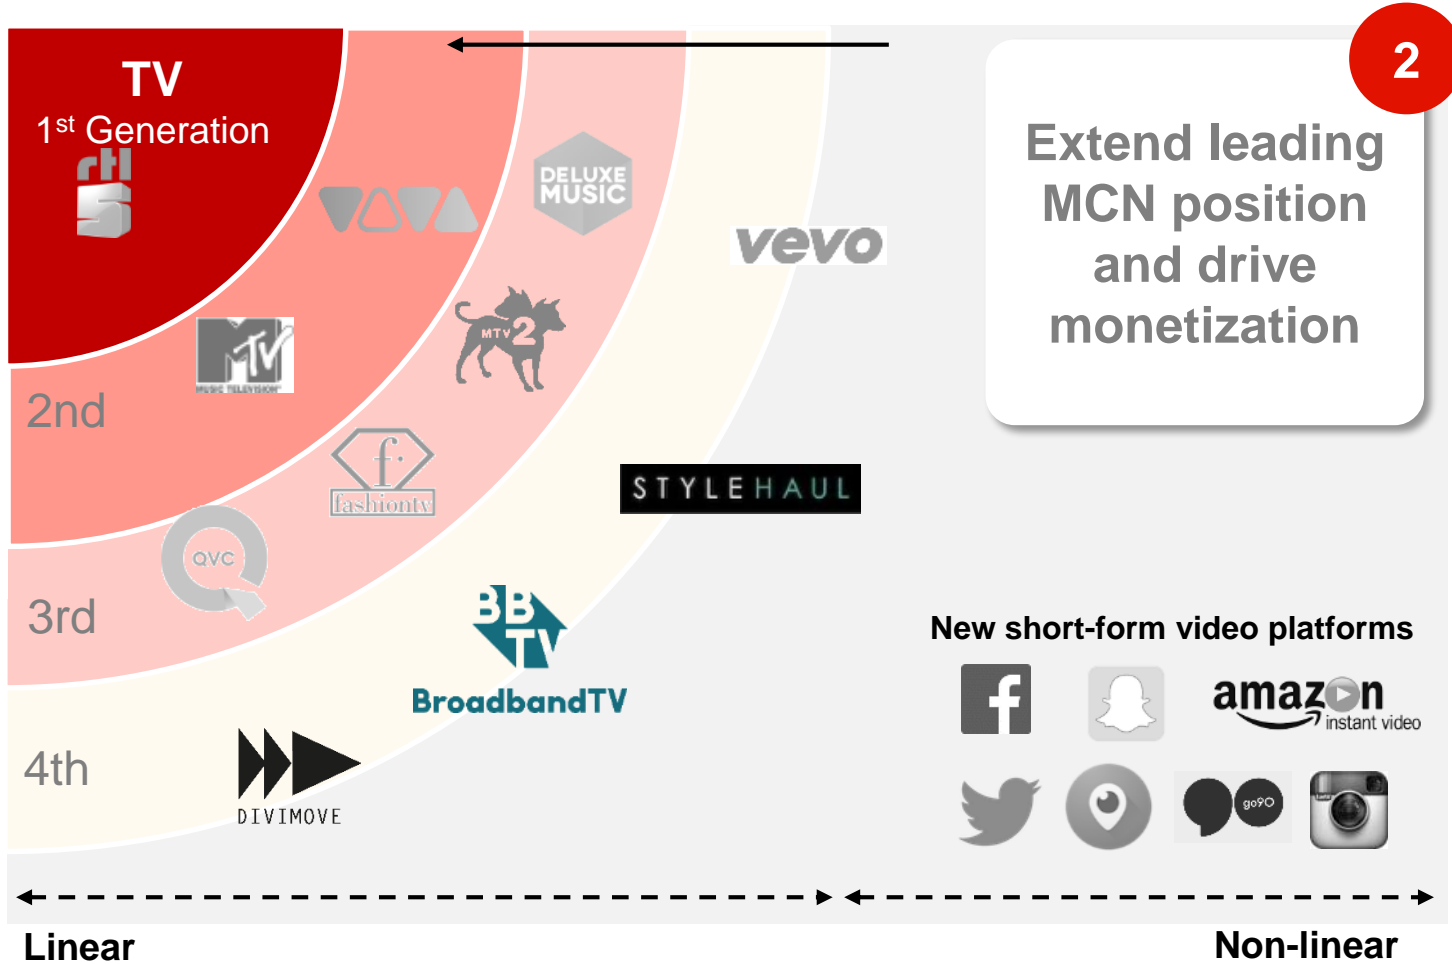 TV
1st Generation
rtl
VIVA
DELUXE
MUSIC
vevo
2
Extend leading
MCN position
and drive
monetization
MTV
MUSIC TELEVISION
MTV2
2nd
f.
fashiontv
STYLEHAUL
QVC
3rd
BB
TV
BroadbandTV
New short-form video platforms
f
amazon
instant video
4th
DIVIMOVE
go90
Linear
Non-linear